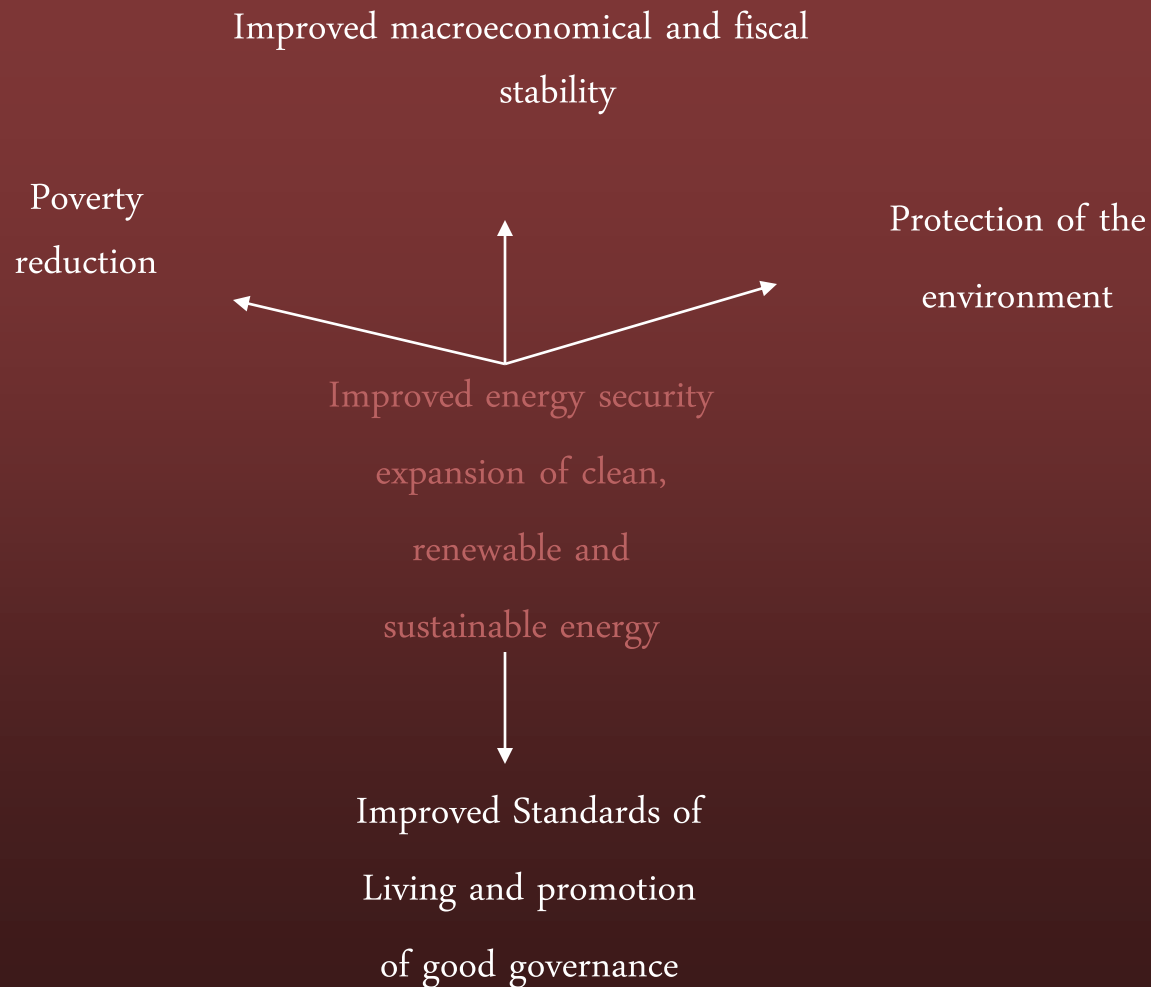 Improved macroeconomical and fiscal
stability
Poverty
reduction
Protection of the
environment
Improved energy security
expansion of clean,
renewable and
sustainable energy
Improved Standards of
Living and promotion
of good governance